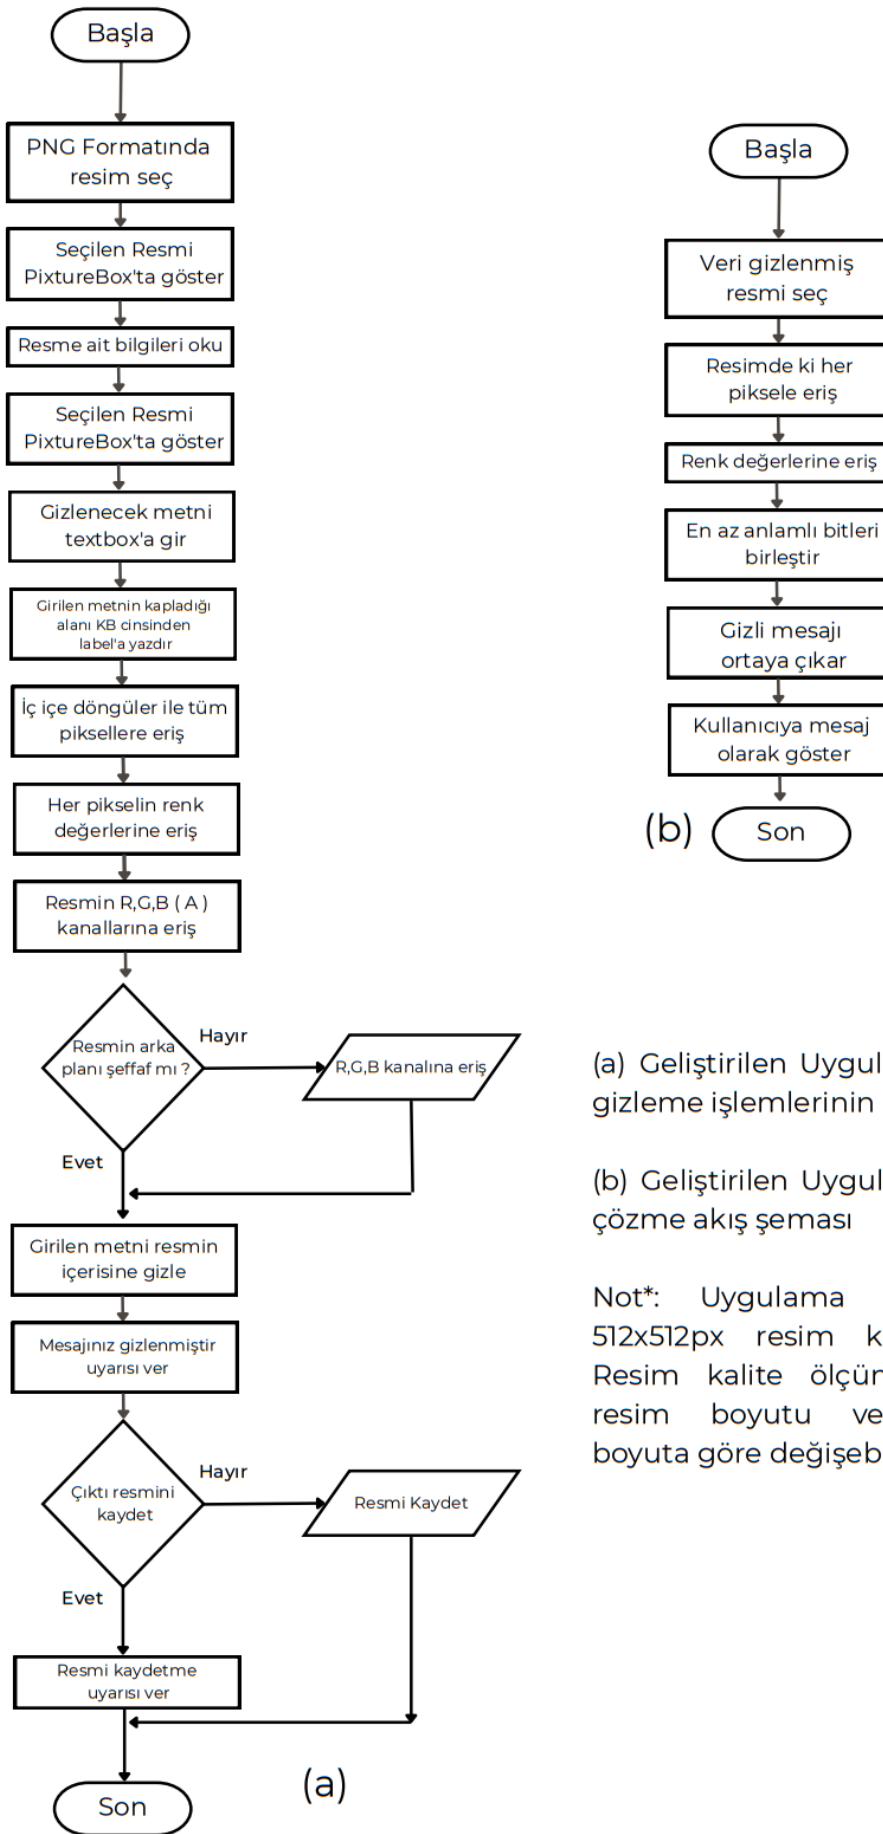 Başla
PNG Formatında
resim seç
Seçilen Resmi
PixtureBox'ta göster
Resme ait bilgileri oku
Seçilen Resmi
PixtureBox'ta göster
Gizlenecek metni
textbox'a gir
Girilen metnin kapladığı
alanı KB cinsinden
label'a yazdır
İç içe döngüler ile tüm
piksellere eriş
Her pikselin renk
değerlerine eriş
Resmin R,G,B ( A )
kanallarına eriş
Resmin arka
planı şeffaf mı ?
Hayır
R,G,B kanalına eriş
Evet
Girilen metni resmin
içerisine gizle
Mesajınız gizlenmiştir
uyarısı ver
Çıktı resmini
kaydet
Hayır
Resmi Kaydet
Evet
Resmi kaydetme
uyarısı ver
Son
(a)
Başla
Veri gizlenmiş
resmi seç
Resimde ki her
piksele eriş
Renk değerlerine eriş
En az anlamlı bitleri
birleştir
Gizli mesajı
ortaya çıkar
Kullanıcıya mesaj
olarak göster
(b)
Son
(a) Geliştirilen Uygul
gizleme işlemlerinin
(b) Geliştirilen Uygul
çözme akış şeması
Not*: Uygulama
512x512px resim k
Resim kalite ölçü
resim boyutu ve
boyuta göre değişeb